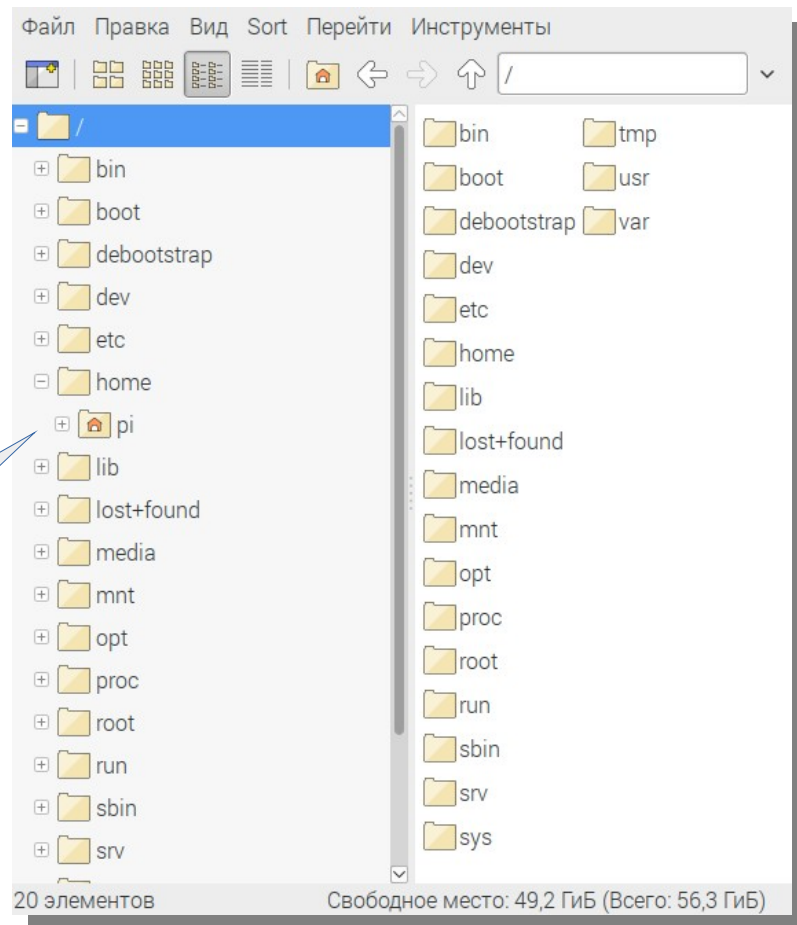 Файл Правка Вид Sort Перейти Инструменты
/
/
bin
boot
debootstrap
dev
etc
home
pi
lib
lost+found
media
mnt
opt
proc
root
run
sbin
srv
bin
boot
debootstrap
dev
etc
home
lib
lost+found
media
mnt
opt
proc
root
run
sbin
srv
sys
tmp
usr
var
20 элементов
Свободное место: 49,2 ГиБ (Всего: 56,3 ГиБ)